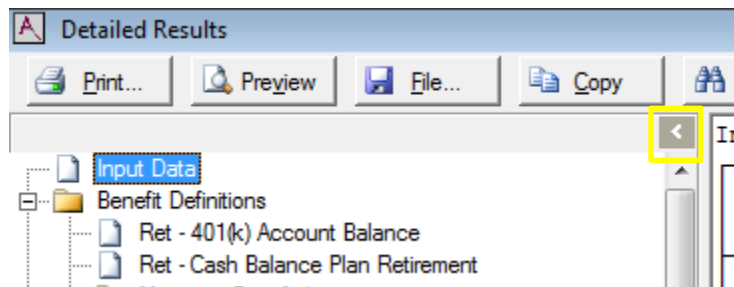 Detailed Results
Print... Preview File... Copy
Input Data
Benefit Definitions
Ret - 401(k) Account Balance
Ret - Cash Balance Plan Retirement